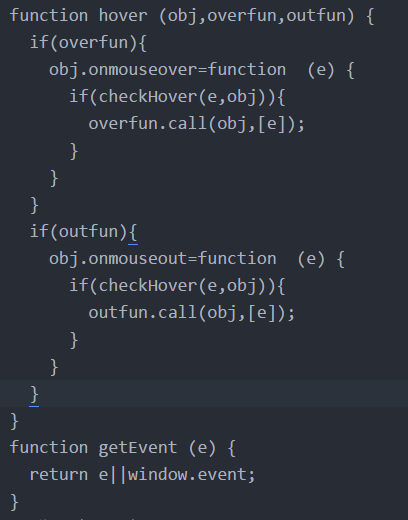 function hover (obj,overfun,outfun) {
  if(overfun){
    obj.onmouseover=function  (e) {
      if(checkHover(e,obj)){
        overfun.call(obj,[e]);
      }
    }
  }
  if(outfun){
    obj.onmouseout=function  (e) {
      if(checkHover(e,obj)){
        outfun.call(obj,[e]);
      }
    }
  }
}
function getEvent (e) {
  return e||window.event;
}